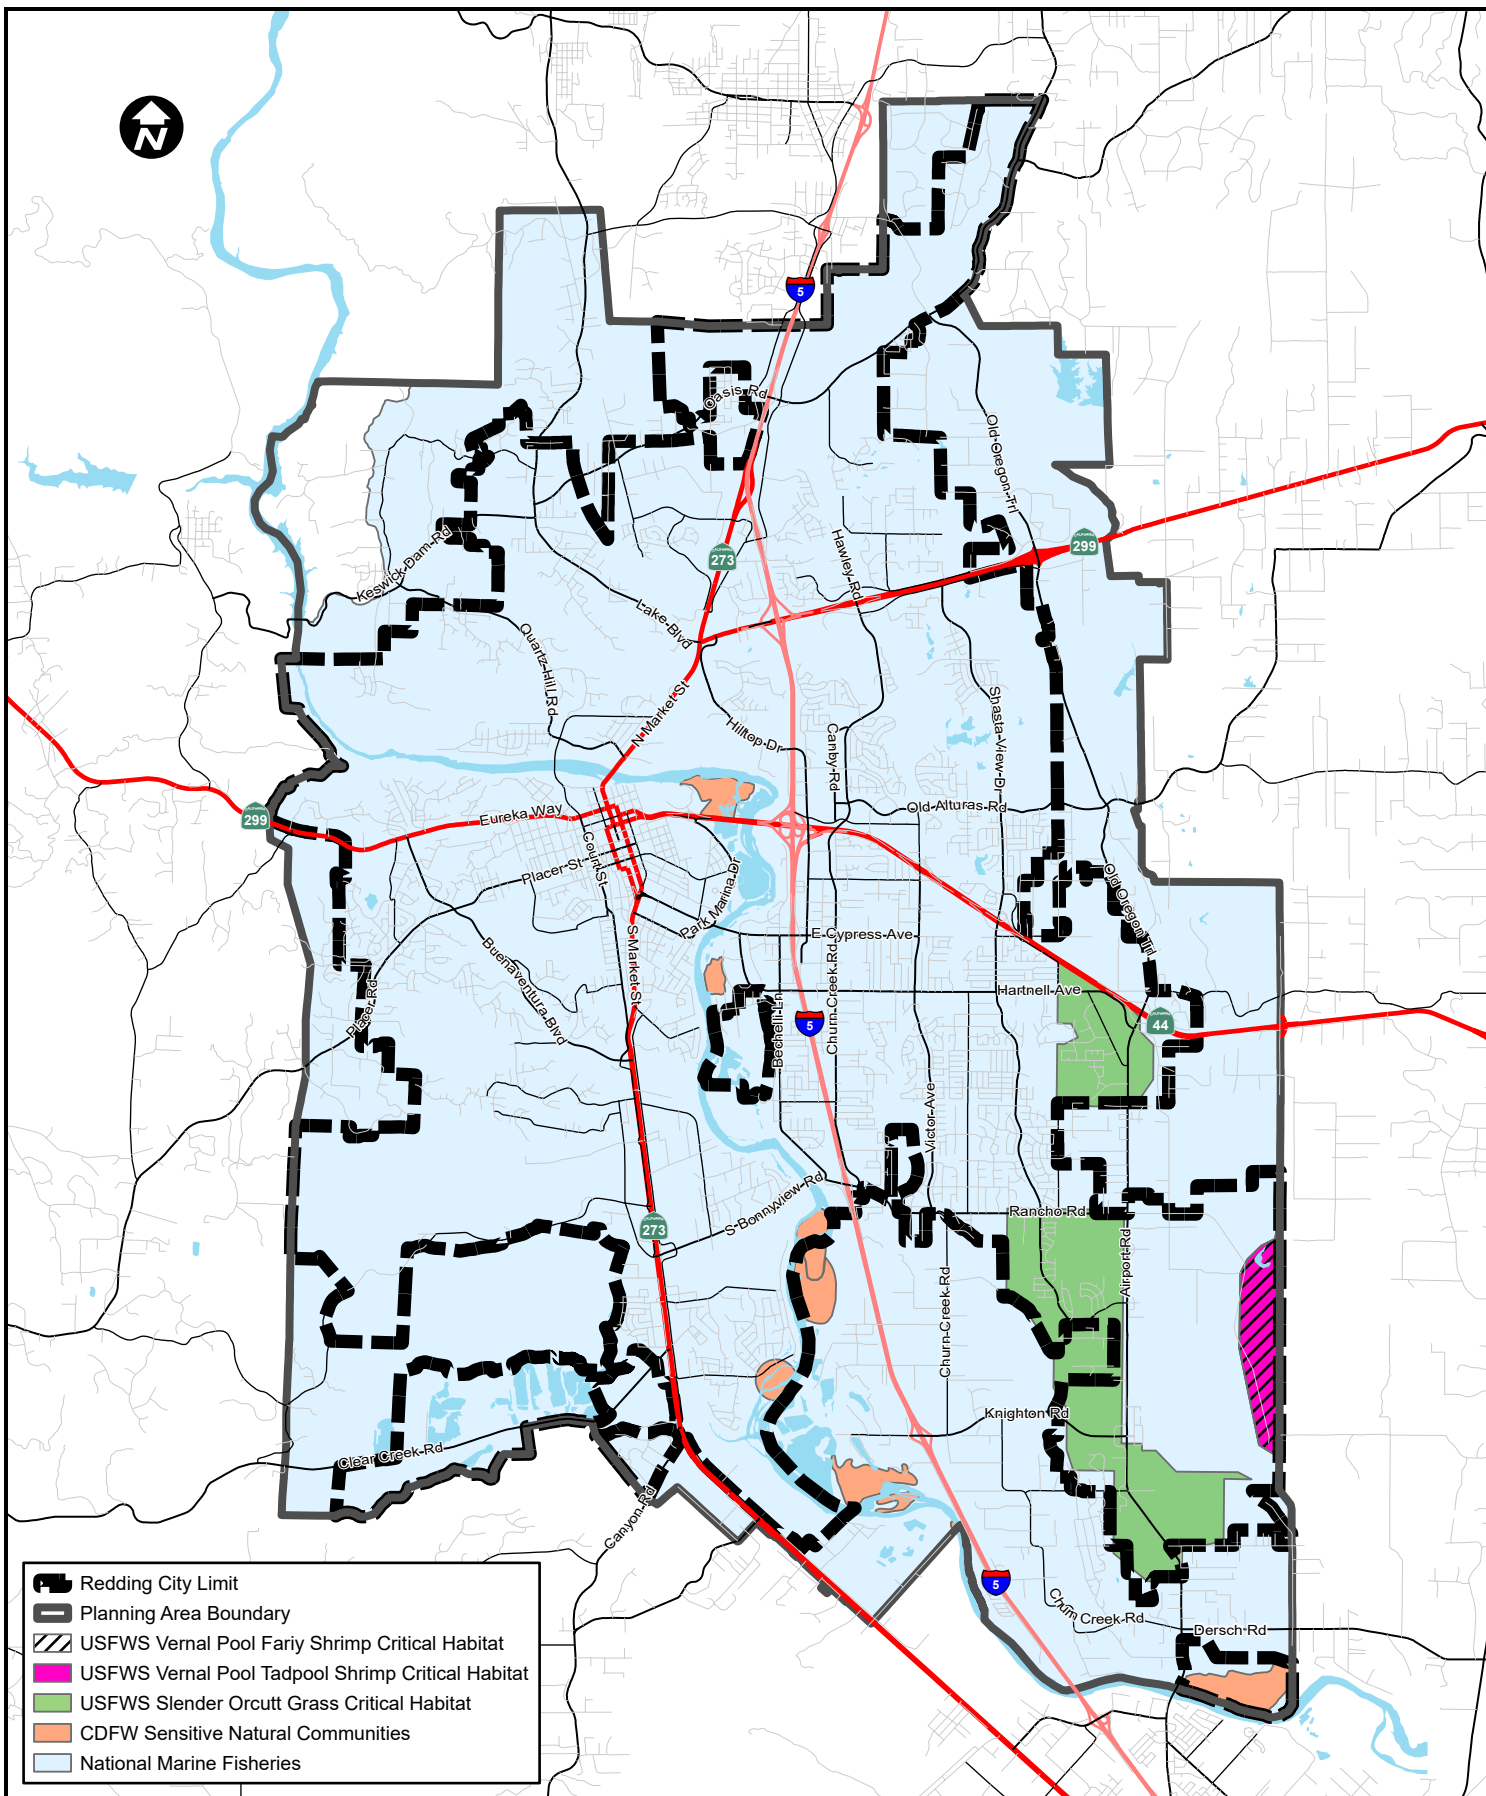 N
5
Oasis Rd
Old Oregon Trl
CALIFORNIA
299
CALIFORNIA
273
Hawley Rd
Keswick Dam Rd
Lake Blvd
Quartz Hill Rd
N Market St
Hilltop Dr
Canby Rd
Shasta View D
Old Alturas Rd
CALIFORNIA
299
Eureka Way
Court St
Placer St
Park Marina Dr
Old Oregon Trl
E Cypress Ave
S Market St
Buenaventura Blvd
Placer Rd
Hartnell Ave
Churn Creek Rd
Bechelli Ln
5
CALIFORNIA
44
Victor Ave
S Bonnyview Rd
Rancho Rd
CALIFORNIA
273
Airport Rd
Churn Creek Rd
Knighton Rd
Clear Creek Rd
Canyon Rd
5
Churn Creek Rd
Dersch Rd
Redding City Limit
Planning Area Boundary
USFWS Vernal Pool Fariy Shrimp Critical Habitat
USFWS Vernal Pool Tadpool Shrimp Critical Habitat
USFWS Slender Orcutt Grass Critical Habitat
CDFW Sensitive Natural Communities
National Marine Fisheries